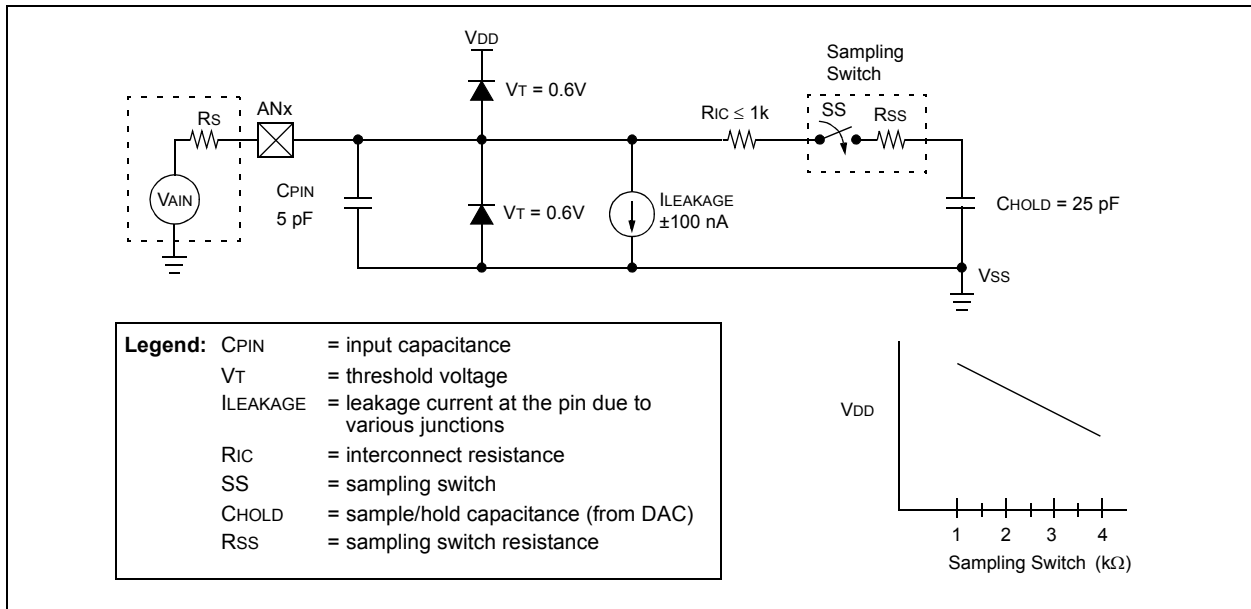 VDD
Sampling
Switch
VT = 0.6V
RS
ANx
RIC ≤ 1k
SS
RSS
VAIN
CPIN
5 pF
VT = 0.6V
ILEAKAGE
±100 nA
CHOLD = 25 pF
VSS
Legend: CPIN = input capacitance
VT = threshold voltage
ILEAKAGE = leakage current at the pin due to
various junctions
RIC = interconnect resistance
SS = sampling switch
CHOLD = sample/hold capacitance (from DAC)
RSS = sampling switch resistance
VDD
1 2 3 4
Sampling Switch (kΩ)